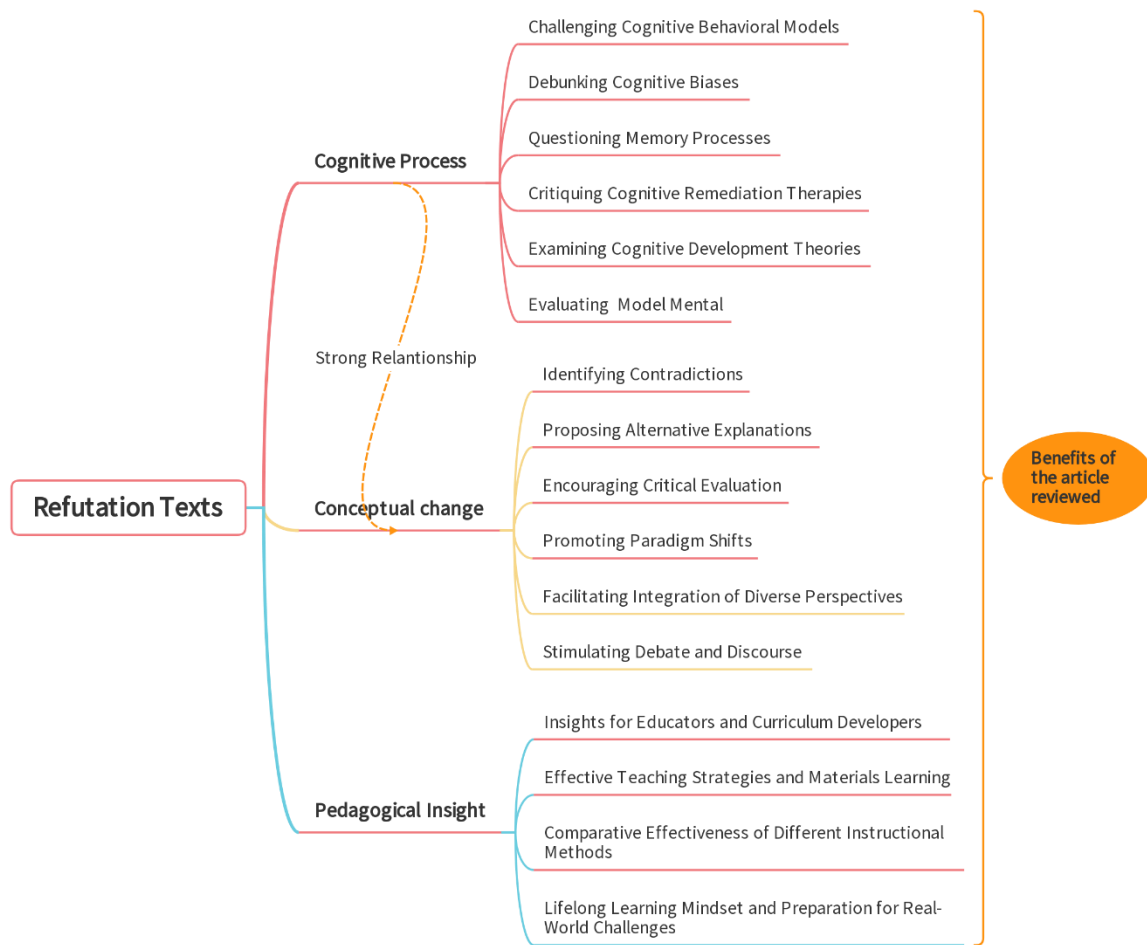 Challenging Cognitive Behavioral Models
Debunking Cognitive Biases
Questioning Memory Processes
Cognitive Process
Critiquing Cognitive Remediation Therapies
Examining Cognitive Development Theories
Evaluating  Model Mental
Strong Relantionship
Identifying Contradictions
Proposing Alternative Explanations
Encouraging Critical Evaluation
Refutation Texts
Conceptual change
Promoting Paradigm Shifts
Facilitating Integration of Diverse Perspectives
Stimulating Debate and Discourse
Insights for Educators and Curriculum Developers
Effective Teaching Strategies and Materials Learning
Pedagogical Insight
Comparative Effectiveness of Different Instructional
Methods
Lifelong Learning Mindset and Preparation for Real-
World Challenges
Benefits of
the article
reviewed